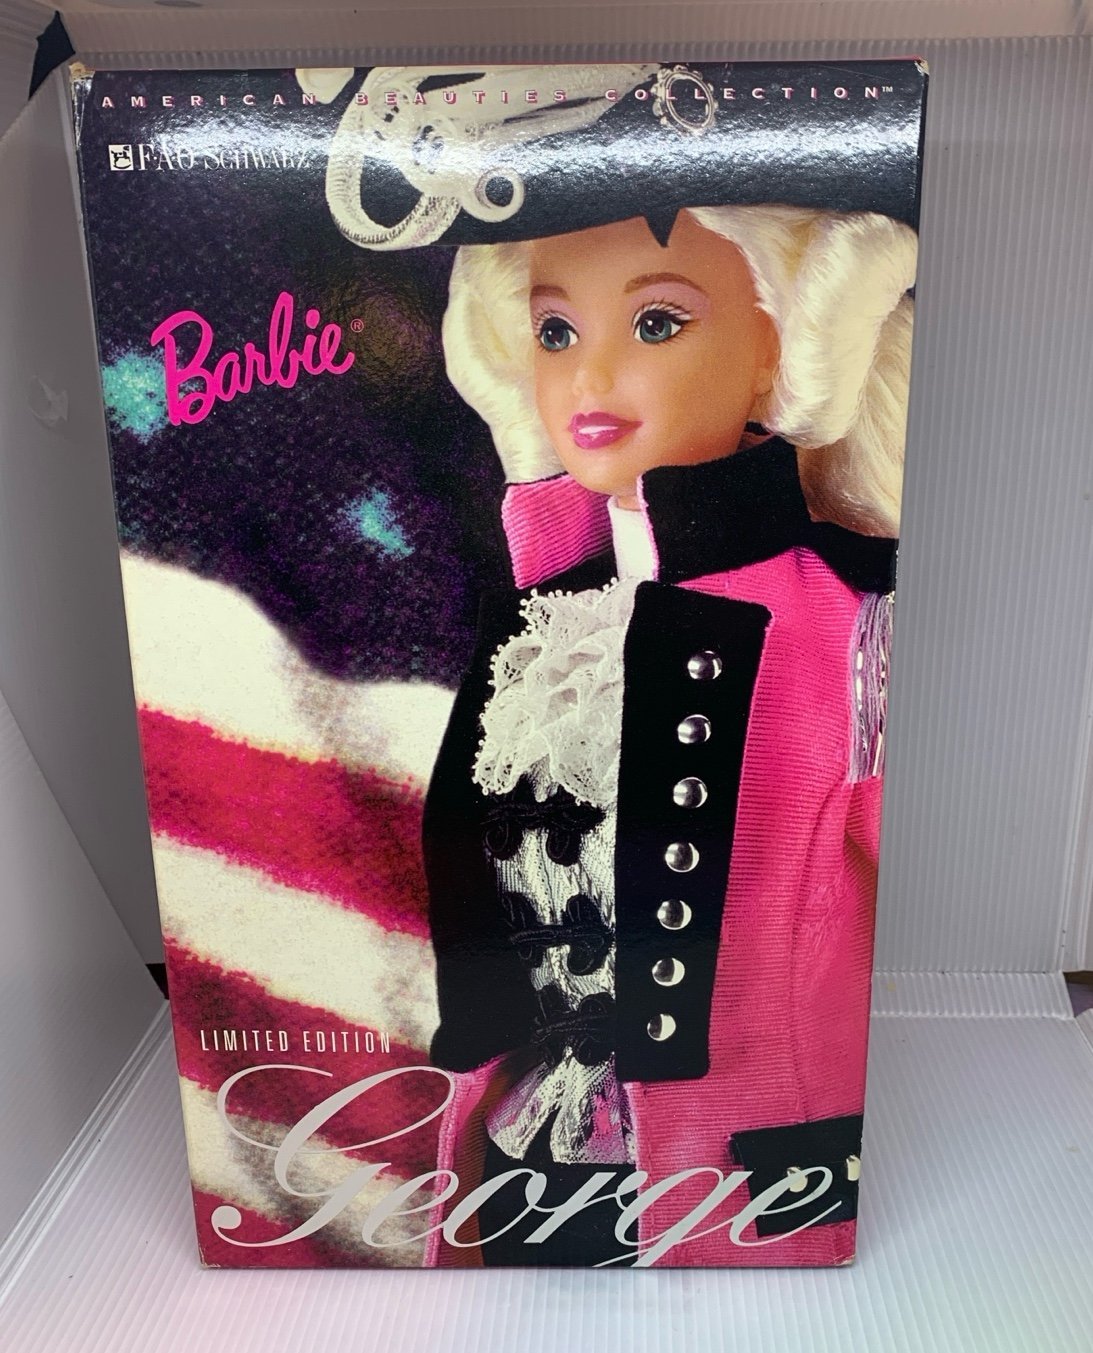 AMERICAN BEAUTIES COLLECTION™
FAO SCHWARZ
Barbie®
LIMITED EDITION
George